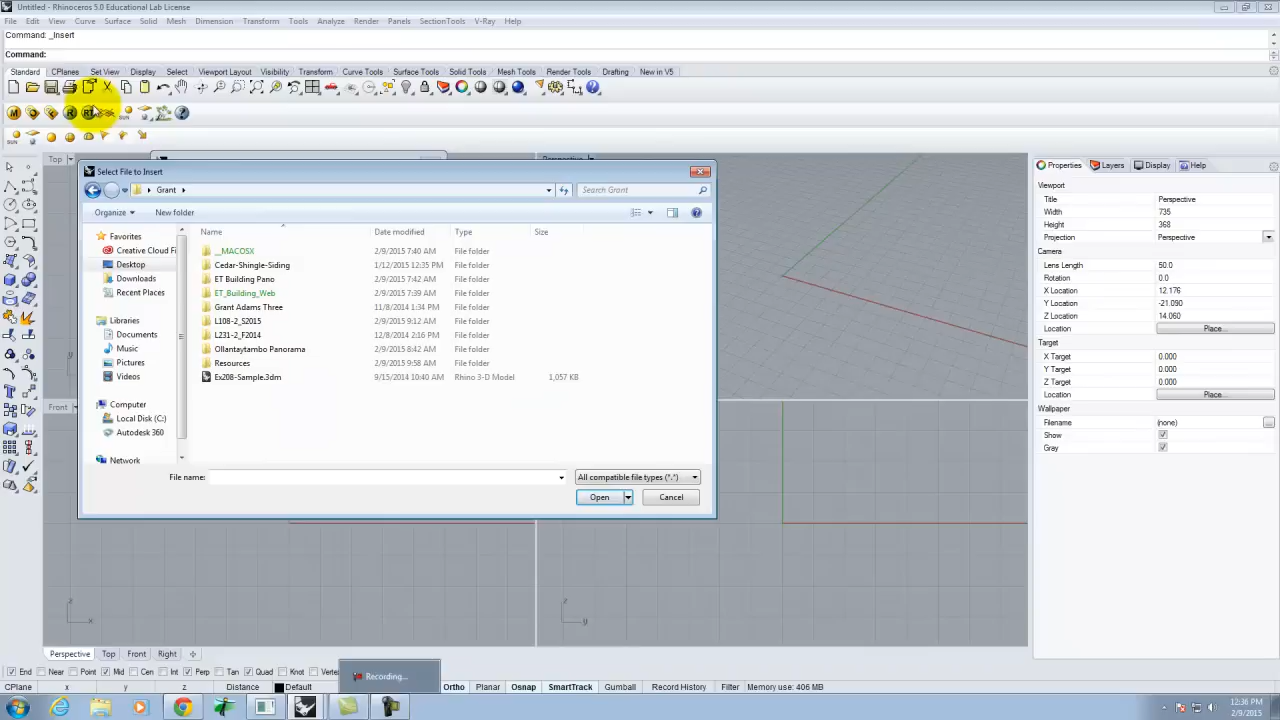 Untitled - Rhinoceros 5.0 Educational Lab License
File Edit View Curve Surface Solid Mesh Dimension Transform Tools Analyze Render Panels SectionTools V-Ray Help
Command: _Insert
Command:
Standard CPlanes Set View Display Select Viewport Layout Visibility Transform Curve Tools Surface Tools Solid Tools Mesh Tools Render Tools Drafting New in V5
Top
Perspective
Select File to Insert
Grant
Search Grant
Organize New folder
Name Date modified Type Size
Favorites
Creative Cloud Fi
Desktop
Downloads
Recent Places
Libraries
Documents
Music
Pictures
Videos
Computer
Local Disk (C:)
Autodesk 360
Network
__MACOSX 2/9/2015 7:40 AM File folder
Cedar-Shingle-Siding 1/12/2015 12:35 PM File folder
ET Building Pano 2/9/2015 7:42 AM File folder
ET_Building_Web 2/9/2015 7:39 AM File folder
Grant Adams Three 11/8/2014 1:34 PM File folder
L108-2_S2015 2/9/2015 9:12 AM File folder
L231-2_F2014 12/8/2014 2:16 PM File folder
Ollantaytambo Panorama 2/9/2015 8:42 AM File folder
Resources 2/9/2015 9:58 AM File folder
Ex208-Sample.3dm 9/15/2014 10:40 AM Rhino 3-D Model 1,057 KB
File name: All compatible file types (*.*)
Open Cancel
Front
Properties Layers Display Help
Viewport
Title Perspective
Width 735
Height 368
Projection Perspective
Camera
Lens Length 50.0
Rotation 0.0
X Location 12.176
Y Location -21.090
Z Location 14.060
Location Place...
Target
X Target 0.000
Y Target 0.000
Z Target 0.000
Location Place...
Wallpaper
Filename (none)
Show
Gray
z
x
z
y
y
Perspective Top Front Right
End Near Point Mid Cen Int Perp Tan Quad Knot Vertex
Recording...
CPlane x y z Distance Default Ortho Planar Osnap SmartTrack Gumball Record History Filter Memory use: 406 MB
12:36 PM
2/9/2015